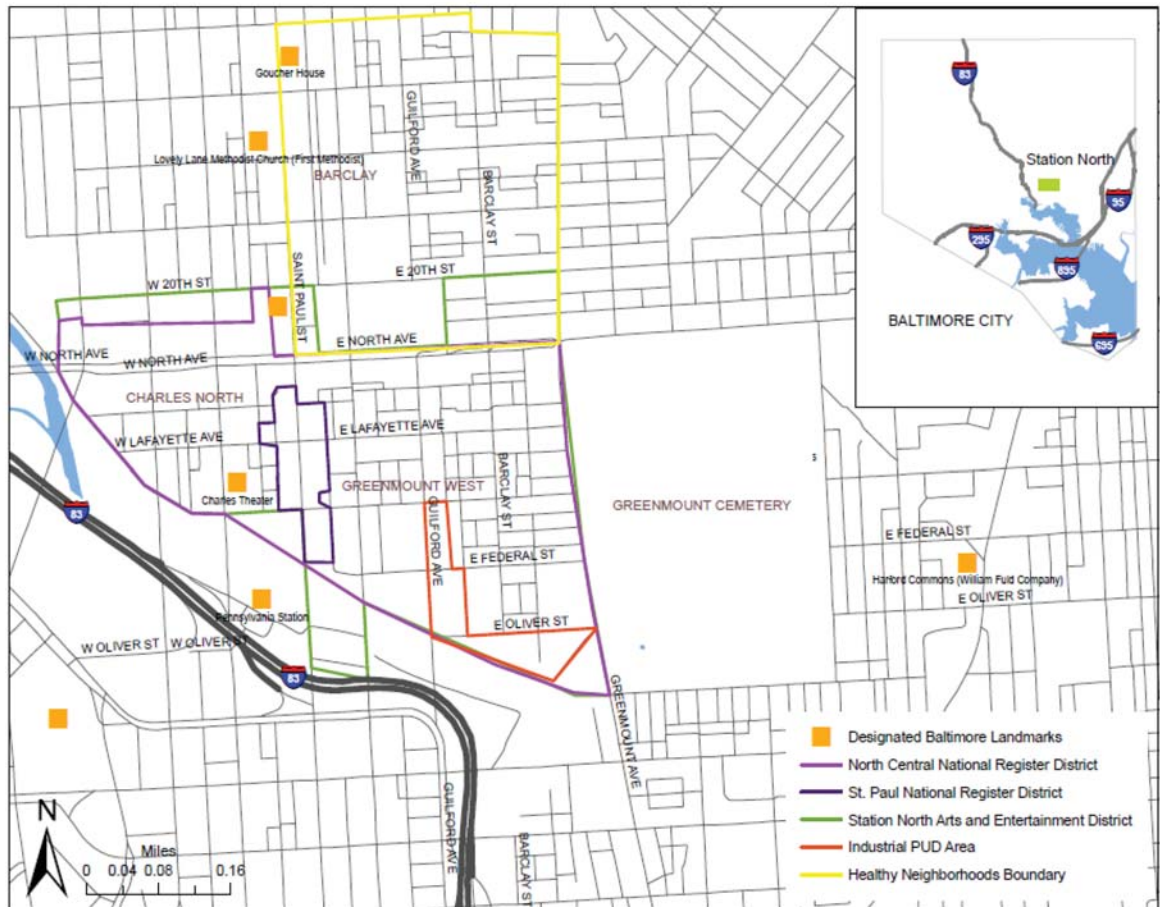 Goucher House
Lovely Lane Methodist Church (First Methodist)
BARCLAY
GUILFORD AVE
BARCLAY ST
SAINT PAUL ST
W 20TH ST
E 20TH ST
E NORTH AVE
W NORTH AVE
W NORTH AVE
CHARLES NORTH
W LAFAYETTE AVE
E LAFAYETTE AVE
Charles Theater
GREENMOUNT WEST
BARCLAY ST
GUILFORD AVE
GREENMOUNT CEMETERY
S
83
E FEDERAL ST
E FEDERAL ST
Harford Commons (William Fuld Company)
E OLIVER ST
Pennsylvania Station
E OLIVER ST
W OLIVER ST
W OLIVER ST
83
GREENMOUNT AVE
GUILFORD AVE
BARCLAY ST
83
Station North
95
295
895
BALTIMORE CITY
695
Designated Baltimore Landmarks
North Central National Register District
St. Paul National Register District
Station North Arts and Entertainment District
Industrial PUD Area
Healthy Neighborhoods Boundary
N
Miles
0 0.04 0.08 0.16